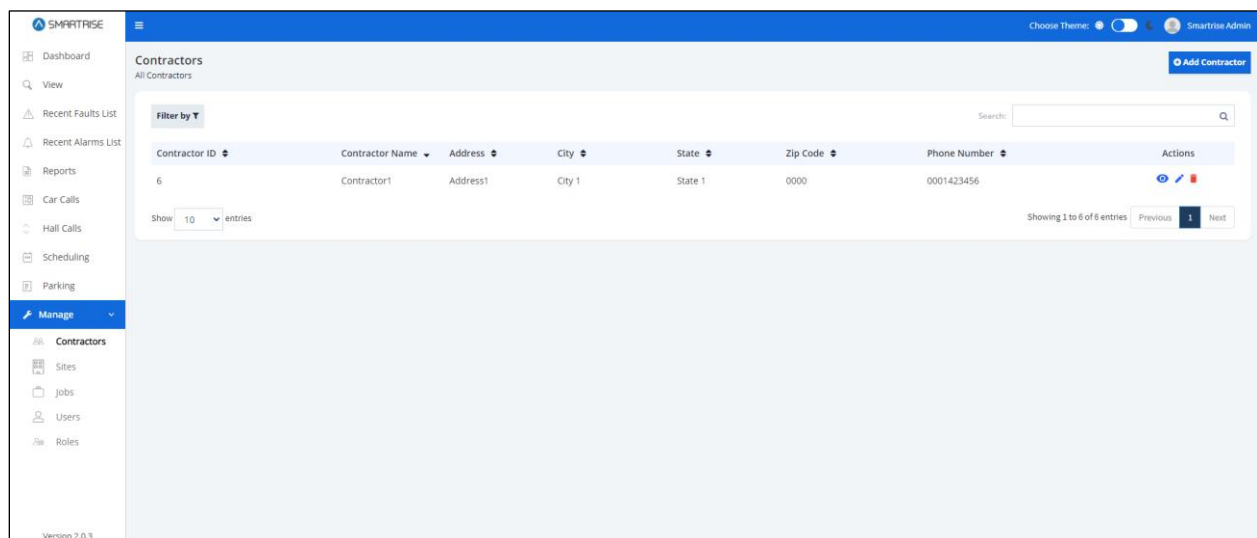 SMARTRISE
Choose Theme:
Smartrise Admin
Dashboard
View
Recent Faults List
Recent Alarms List
Reports
Car Calls
Hall Calls
Scheduling
Parking
Manage
Contractors
Sites
Jobs
Users
Roles
Version 2.0.3
Contractors
All Contractors
Add Contractor
Filter by
Search:
Contractor ID Contractor Name Address City State Zip Code Phone Number Actions
6 Contractor1 Address1 City 1 State 1 0000 0001423456
Show 10 entries
Showing 1 to 6 of 6 entries Previous 1 Next